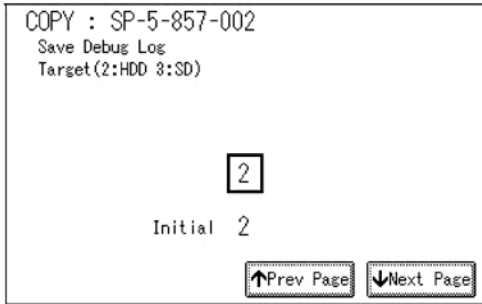 COPY : SP-5-857-002
Save Debug Log
Target(2:HDD 3:SD)
2
Initial 2
↑Prev Page ↓Next Page